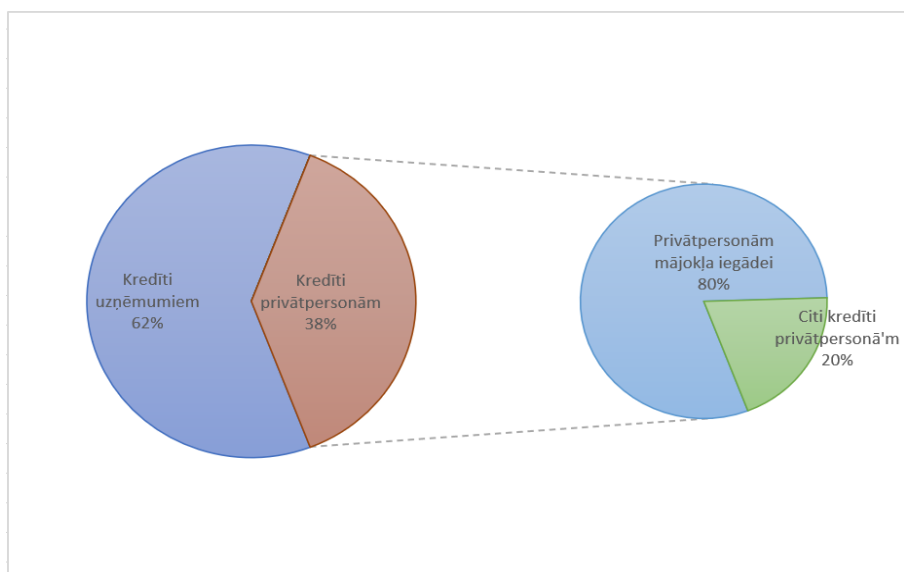 Kredīti
uzņēmumiem
62%
Kredīti
privātpersonām
38%
Privātpersonām
mājokļa iegādei
80%
Citi kredīti
privātpersonā'm
20%